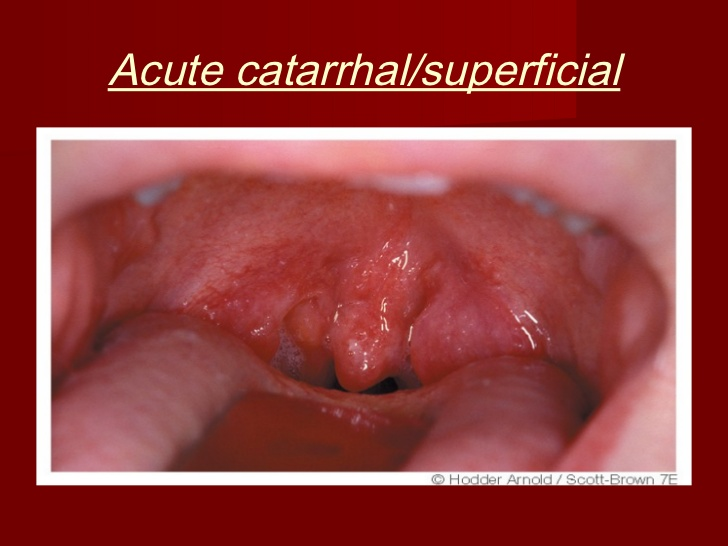 Acute catarrhal/superficial
© Hodder Arnold / Scott-Brown 7E